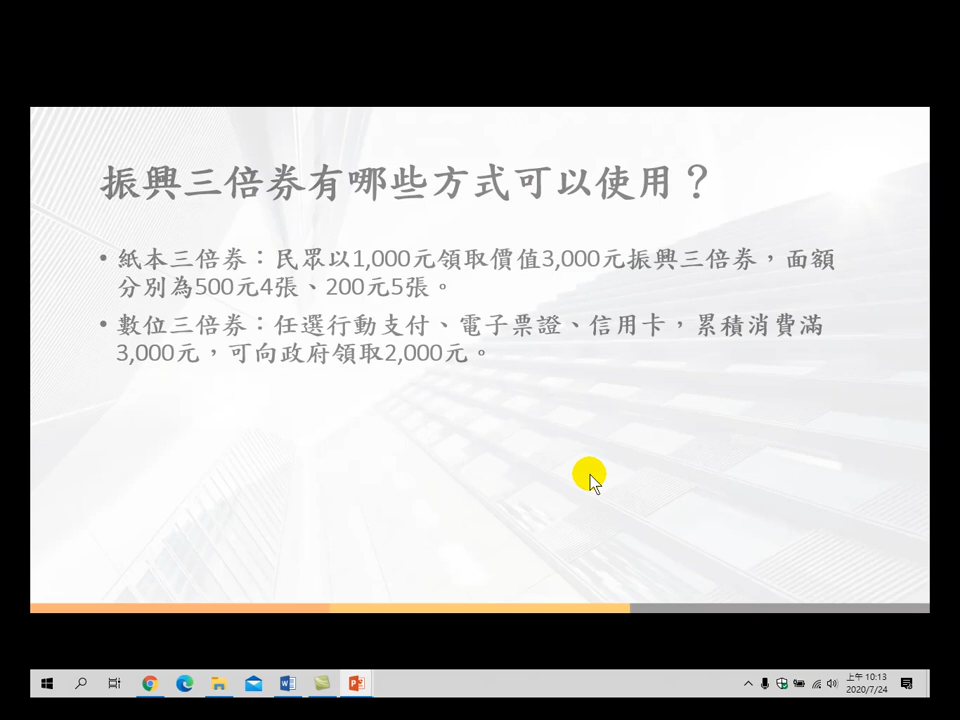 振興三倍券有哪些方式可以使用？
• 紙本三倍券：民眾以1,000元領取價值3,000元振興三倍券，面額
分別為500元4張、200元5張。
• 數位三倍券：任選行動支付、電子票證、信用卡，累積消費滿
3,000元，可向政府領取2,000元。
上午 10:13
2020/7/24